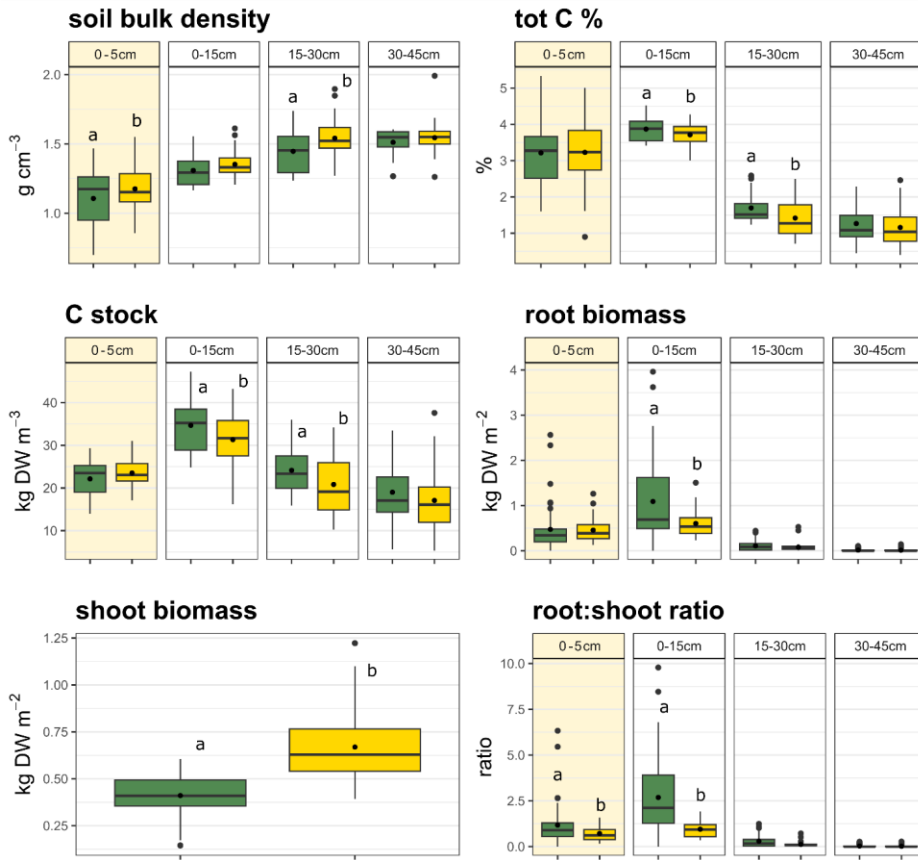 soil bulk density
0-5cm 0-15cm 15-30cm 30-45cm
2.0
1.5
1.0
g cm⁻³
a b a b
tot C %
0-5cm 0-15cm 15-30cm 30-45cm
5
4
3
2
1
%
a b a b
C stock
0-5cm 0-15cm 15-30cm 30-45cm
40
30
20
10
kg DW m⁻³
a b a b
root biomass
0-5cm 0-15cm 15-30cm 30-45cm
4
3
2
1
0
kg DW m⁻²
a b
shoot biomass
1.25
1.00
0.75
0.50
0.25
kg DW m⁻²
a b
root:shoot ratio
0-5cm 0-15cm 15-30cm 30-45cm
10.0
7.5
5.0
2.5
0.0
ratio
a b a b